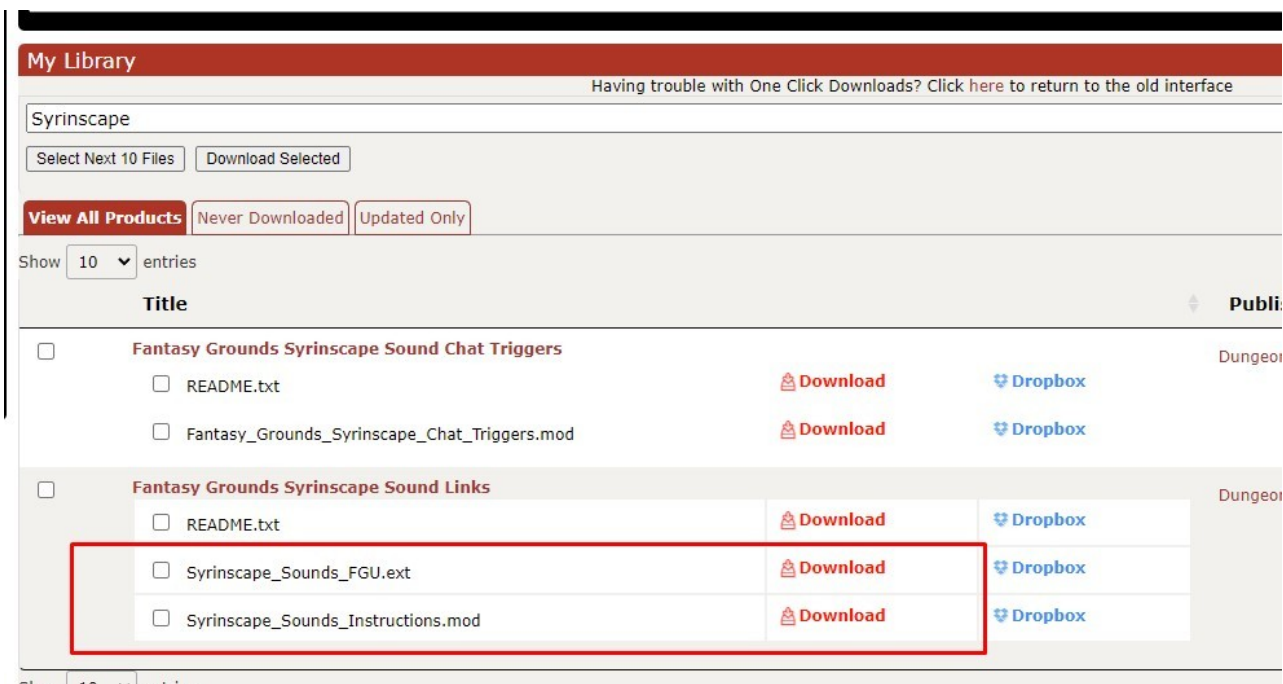 My Library
Having trouble with One Click Downloads? Click here to return to the old interface
Syrinscape
Select Next 10 Files Download Selected
View All Products Never Downloaded Updated Only
Show 10 entries
Title Publi
Fantasy Grounds Syrinscape Sound Chat Triggers Dungeon
README.txt Download Dropbox
Fantasy_Grounds_Syrinscape_Chat_Triggers.mod Download Dropbox
Fantasy Grounds Syrinscape Sound Links Dungeon
README.txt Download Dropbox
Syrinscape_Sounds_FGU.ext Download Dropbox
Syrinscape_Sounds_Instructions.mod Download Dropbox